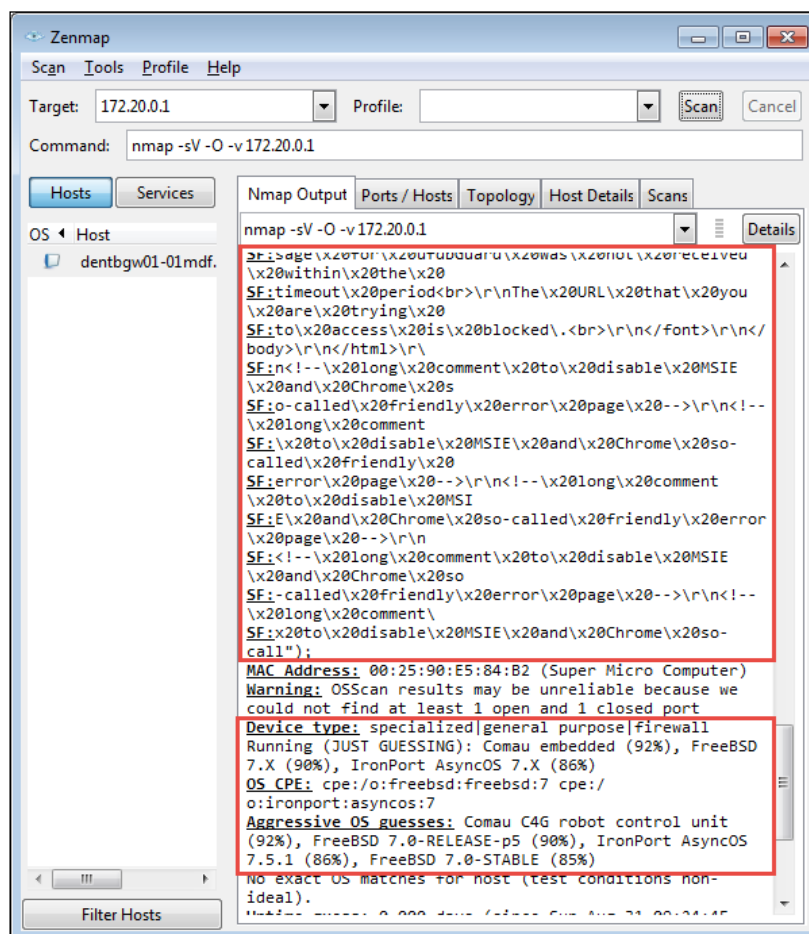 Zenmap
Scan Tools Profile Help
Target: 172.20.0.1 Profile: Scan Cancel
Command: nmap -sV -O -v 172.20.0.1
Hosts Services
OS Host
dentbgw01-01mdf.
Filter Hosts
Nmap Output Ports / Hosts Topology Host Details Scans
nmap -sV -O -v 172.20.0.1 Details
SF:sage\x20for\x20ufdbGuard\x20was\x20not\x20received
\x20within\x20the\x20
SF:timeout\x20period<br>\r\nThe\x20URL\x20that\x20you
\x20are\x20trying\x20
SF:to\x20access\x20is\x20blocked\.<br>\r\n</font>\r\n</
body>\r\n</html>\r\
SF:n<!--\x20long\x20comment\x20to\x20disable\x20MSIE
\x20and\x20Chrome\x20s
SF:o-called\x20friendly\x20error\x20page\x20-->\r\n<!--
\x20long\x20comment
SF:\x20to\x20disable\x20MSIE\x20and\x20Chrome\x20so-
called\x20friendly\x20
SF:error\x20page\x20-->\r\n<!--\x20long\x20comment
\x20to\x20disable\x20MSI
SF:E\x20and\x20Chrome\x20so-called\x20friendly\x20error
\x20page\x20-->\r\n
SF:<!--\x20long\x20comment\x20to\x20disable\x20MSIE
\x20and\x20Chrome\x20so
SF:-called\x20friendly\x20error\x20page\x20-->\r\n<!--
\x20long\x20comment\
SF:x20to\x20disable\x20MSIE\x20and\x20Chrome\x20so-
call");
MAC Address: 00:25:90:E5:84:B2 (Super Micro Computer)
Warning: OSScan results may be unreliable because we
could not find at least 1 open and 1 closed port
Device type: specialized|general purpose|firewall
Running (JUST GUESSING): Comau embedded (92%), FreeBSD
7.X (90%), IronPort AsyncOS 7.X (86%)
OS CPE: cpe:/o:freebsd:freebsd:7 cpe:/
o:ironport:asyncos:7
Aggressive OS guesses: Comau C4G robot control unit
(92%), FreeBSD 7.0-RELEASE-p5 (90%), IronPort AsyncOS
7.5.1 (86%), FreeBSD 7.0-STABLE (85%)
No exact OS matches for host (test conditions non-
ideal).